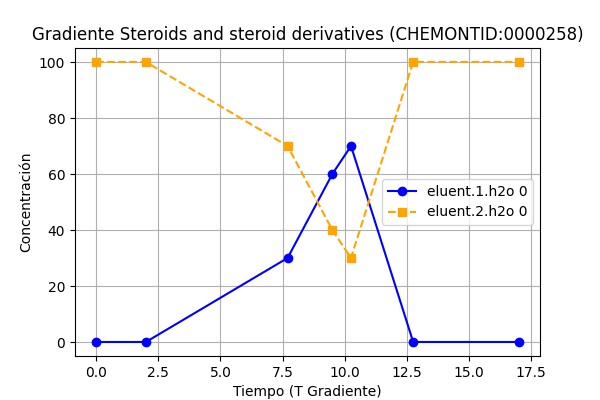 Gradiente Steroids and steroid derivatives (CHEMONTID:0000258)
100
80
60
40
20
0
Concentración
eluent.1.h2o 0
eluent.2.h2o 0
0.0 2.5 5.0 7.5 10.0 12.5 15.0 17.5
Tiempo (T Gradiente)